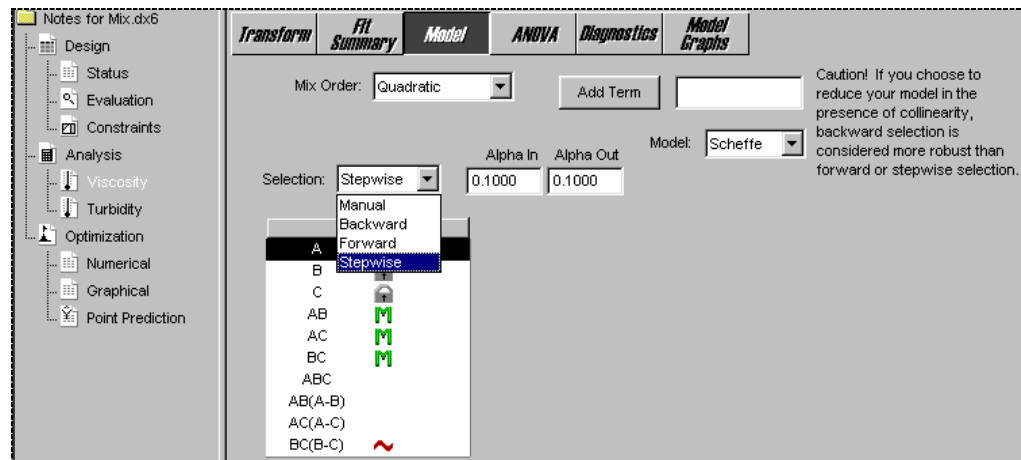 Notes for Mix.dx6
Design
Status
Evaluation
Constraints
Analysis
Viscosity
Turbidity
Optimization
Numerical
Graphical
Point Prediction
Transform
Fit Summary
Model
ANOVA
Diagnostics
Model Graphs
Mix Order: Quadratic
Add Term
Caution! If you choose to
reduce your model in the
presence of collinearity,
backward selection is
considered more robust than
forward or stepwise selection.
Model: Scheffe
Alpha In Alpha Out
Selection: Stepwise 0.1000 0.1000
Manual
Backward
Forward
Stepwise
A
B
C
AB M
AC M
BC M
ABC
AB(A-B)
AC(A-C)
BC(B-C) ~